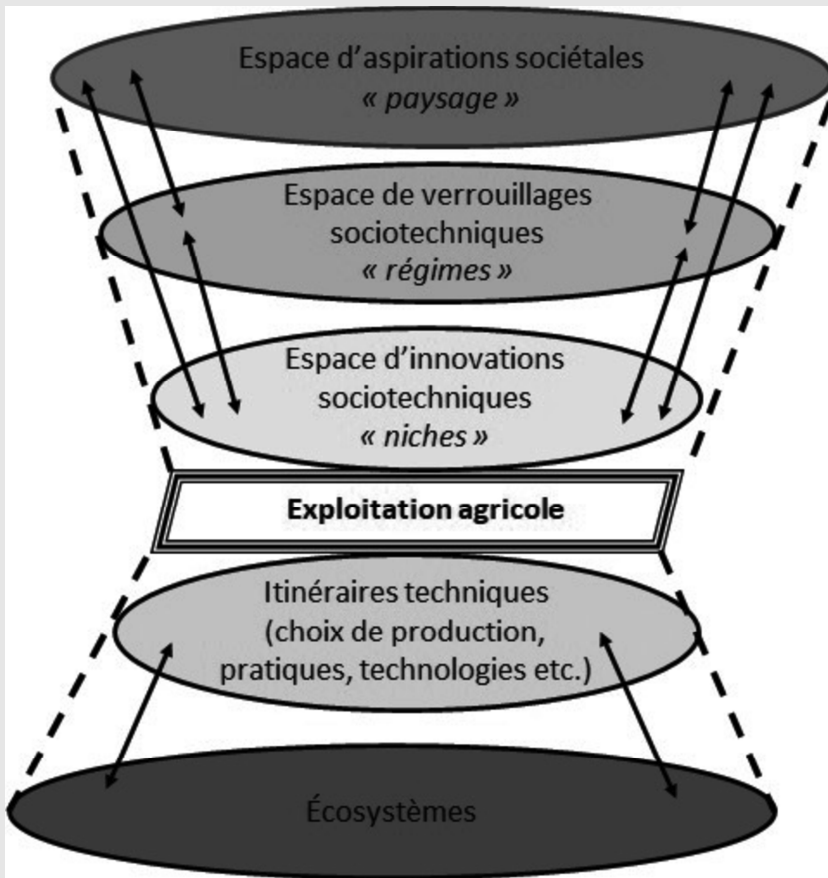 Espace d’aspirations sociétales
« paysage »
Espace de verrouillages
sociotechniques
« régimes »
Espace d’innovations
sociotechniques
« niches »
Exploitation agricole
Itinéraires techniques
(choix de production,
pratiques, technologies etc.)
Écosystèmes